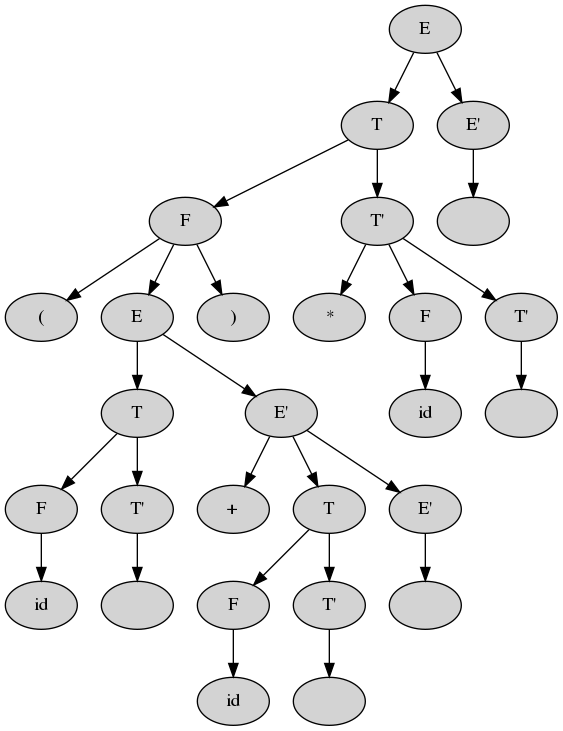 E
T E'
F T'
( E ) * F T'
T E' id
F T' + T E'
id F T'
id